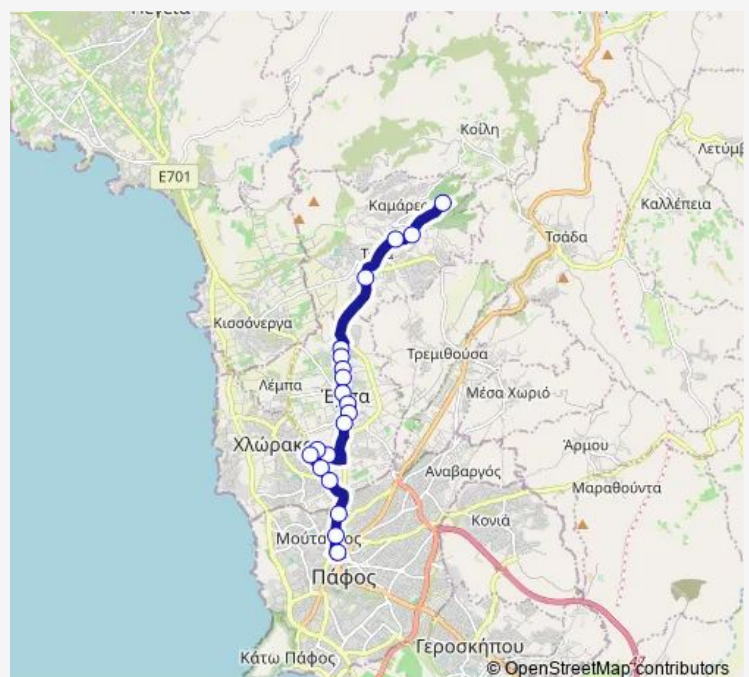 Κοίλη
Λετύμβ
E701
Καμάρες
Καλλέπεια
Τσάδα
Κισσόνεργα
Τρεμιθούσα
Λέμπα
Μέσα Χωριό
Χλώρακα
Άρμου
Αναβαργός
Μαραθούντα
Κονιά
Πάφος
Γεροσκήπου
Κάτω Πάφος
© OpenStreetMap contributors